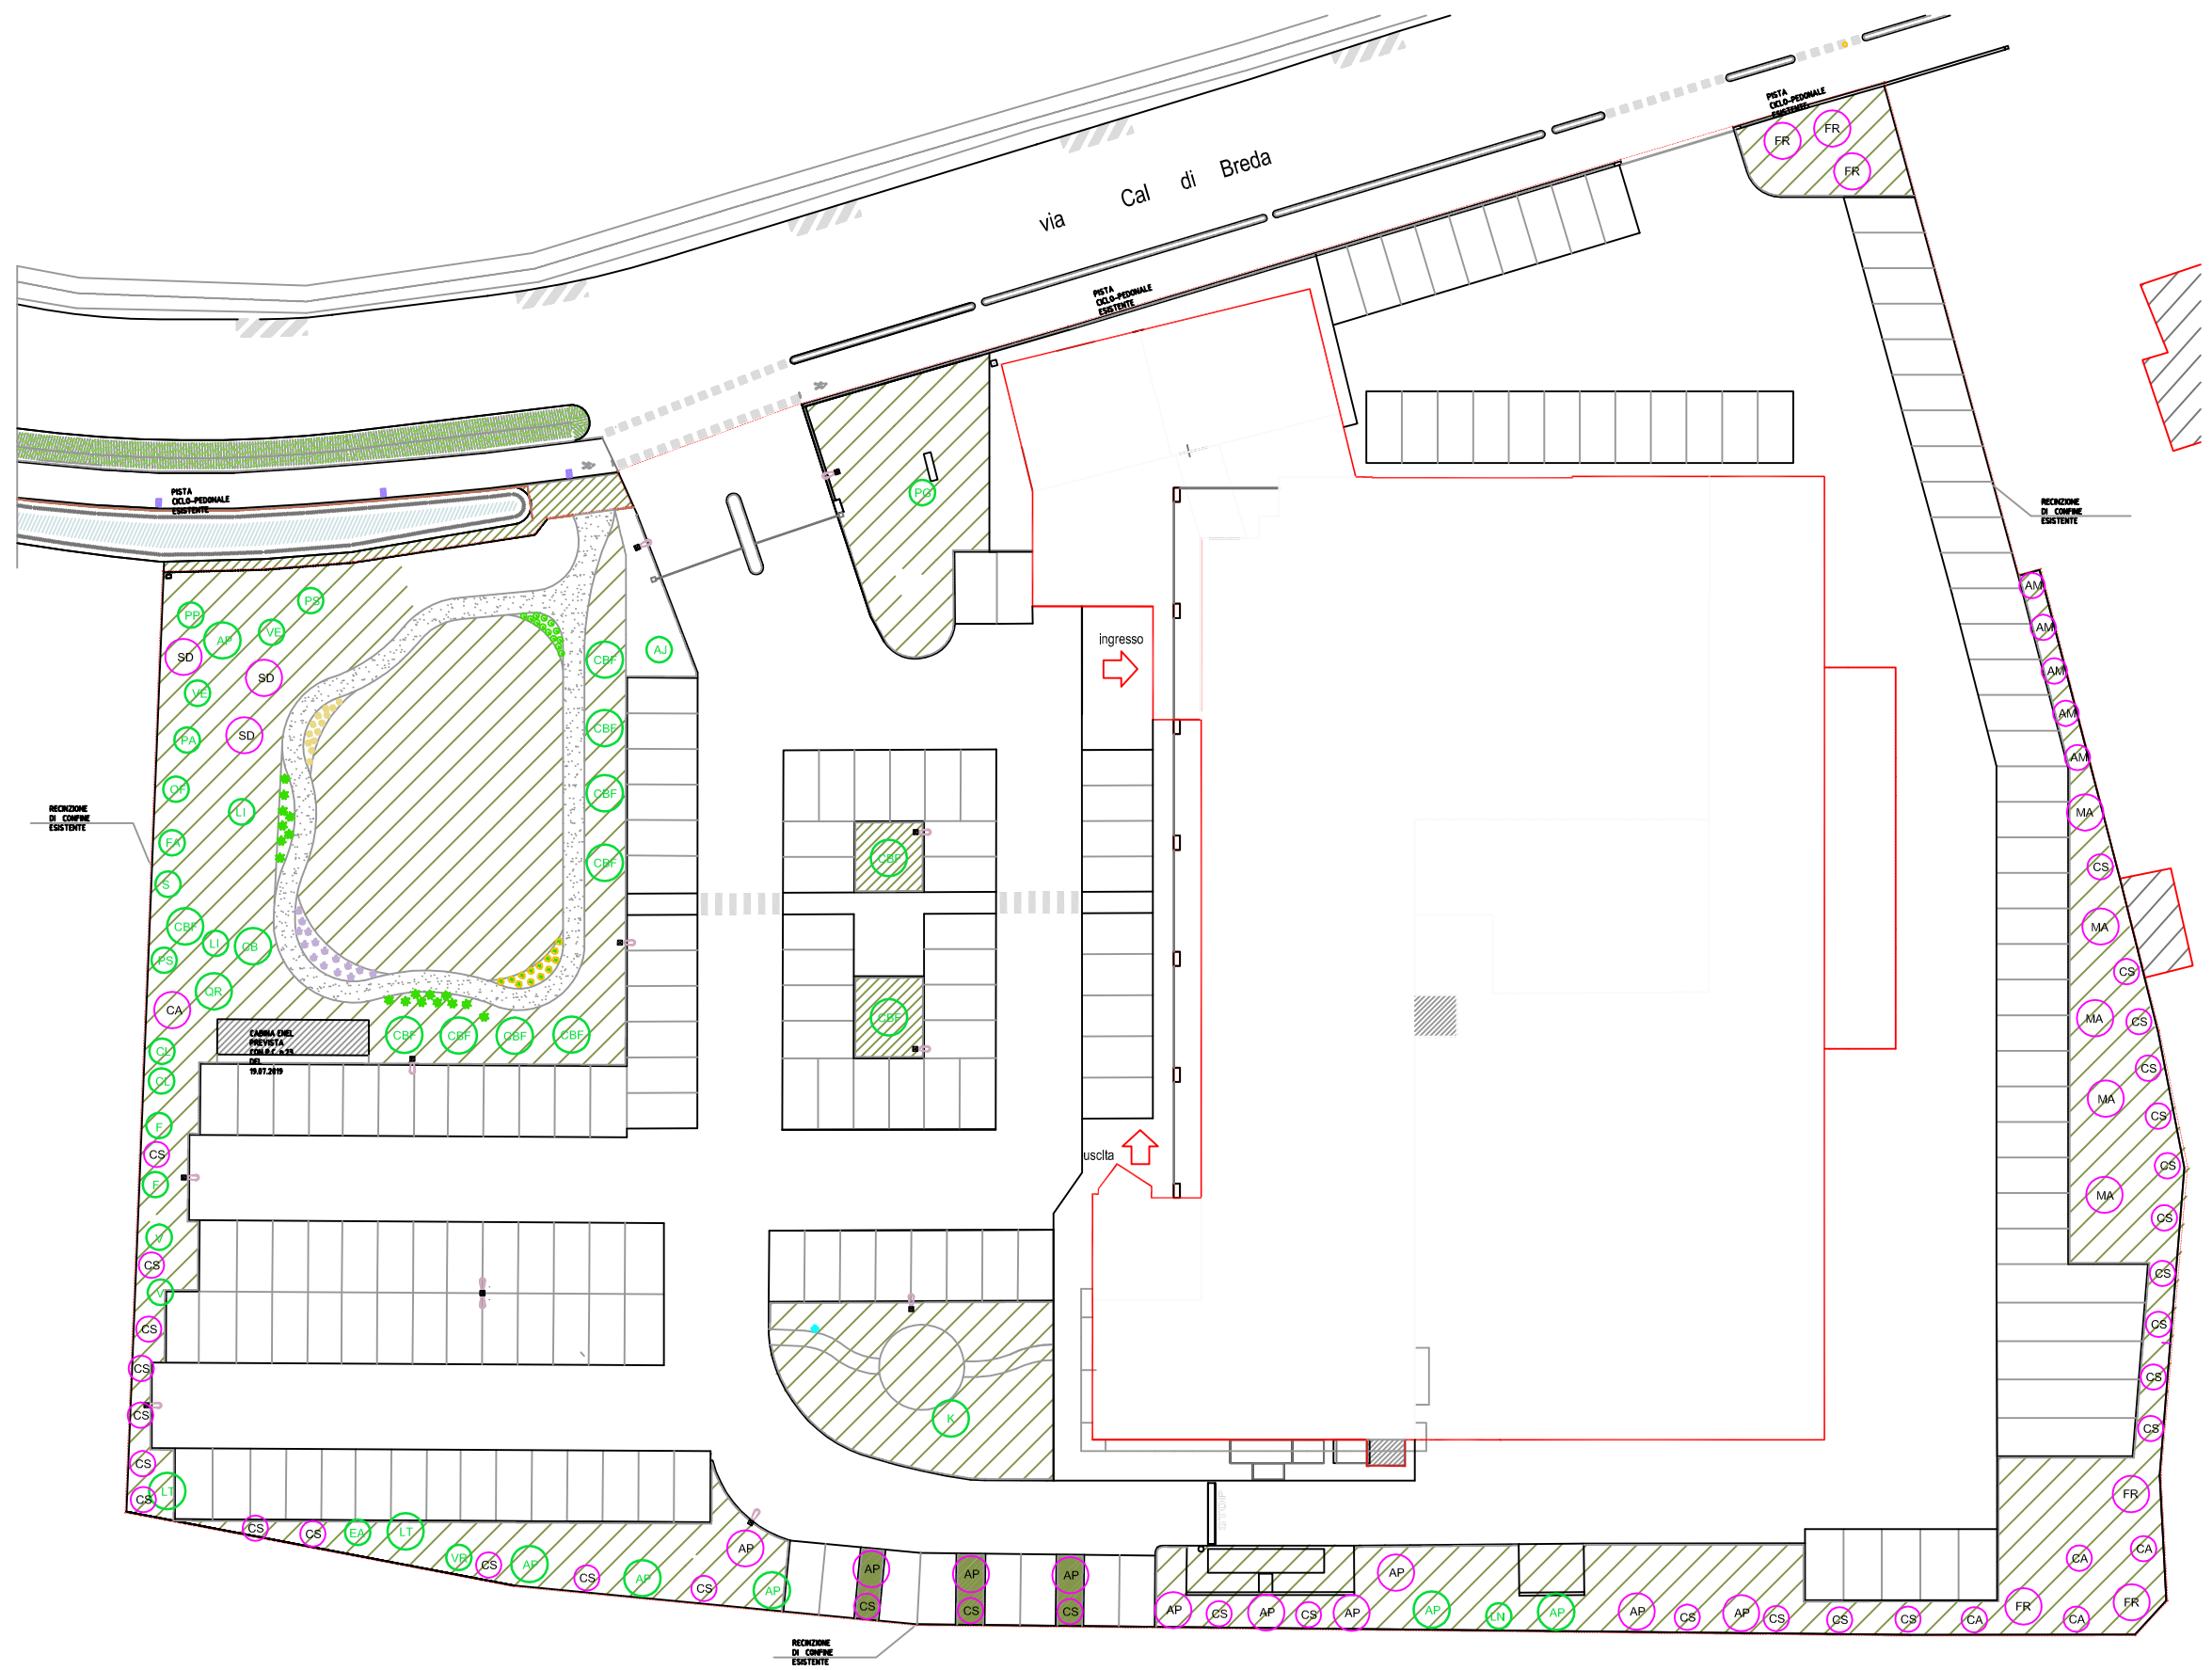 PISTA
CICLO-PEDONALE
ESISTENTE
FR
FR
FR
via Cal di Breda
PISTA
CICLO-PEDONALE
ESISTENTE
PISTA
CICLO-PEDONALE
ESISTENTE
PG
RECINZIONE
DI CONFINE
ESISTENTE
PP
PS
AP
VE
SD
SD
VE
SD
PA
OF
LI
FA
S
CBF
LI
CB
PS
QR
CA
CL
CL
F
CS
F
V
CS
V
CS
CS
CS
CS
CS
LT
CBF
CBF
CBF
CBF
AJ
CBF
CBF
CBF
CBF
CABINA ENEL
PREVISTA
CON P.C. n.23
DEL
19.07.2019
RECINZIONE
DI CONFINE
ESISTENTE
CBF
CBF
ingresso
uscita
K
AM
AM
AM
AM
AM
MA
CS
MA
CS
MA
CS
CS
MA
CS
CS
MA
CS
CS
CS
CS
CS
FR
CA
CA
FR
FR
CA
CA
CS
CS
EA
LT
VR
CS
AP
CS
AP
CS
AP
AP
AP
CS
AP
CS
AP
CS
AP
CS
AP
CS
AP
AP
AP
LN
AP
AP
CS
AP
CS
CS
CS
RECINZIONE
DI CONFINE
ESISTENTE